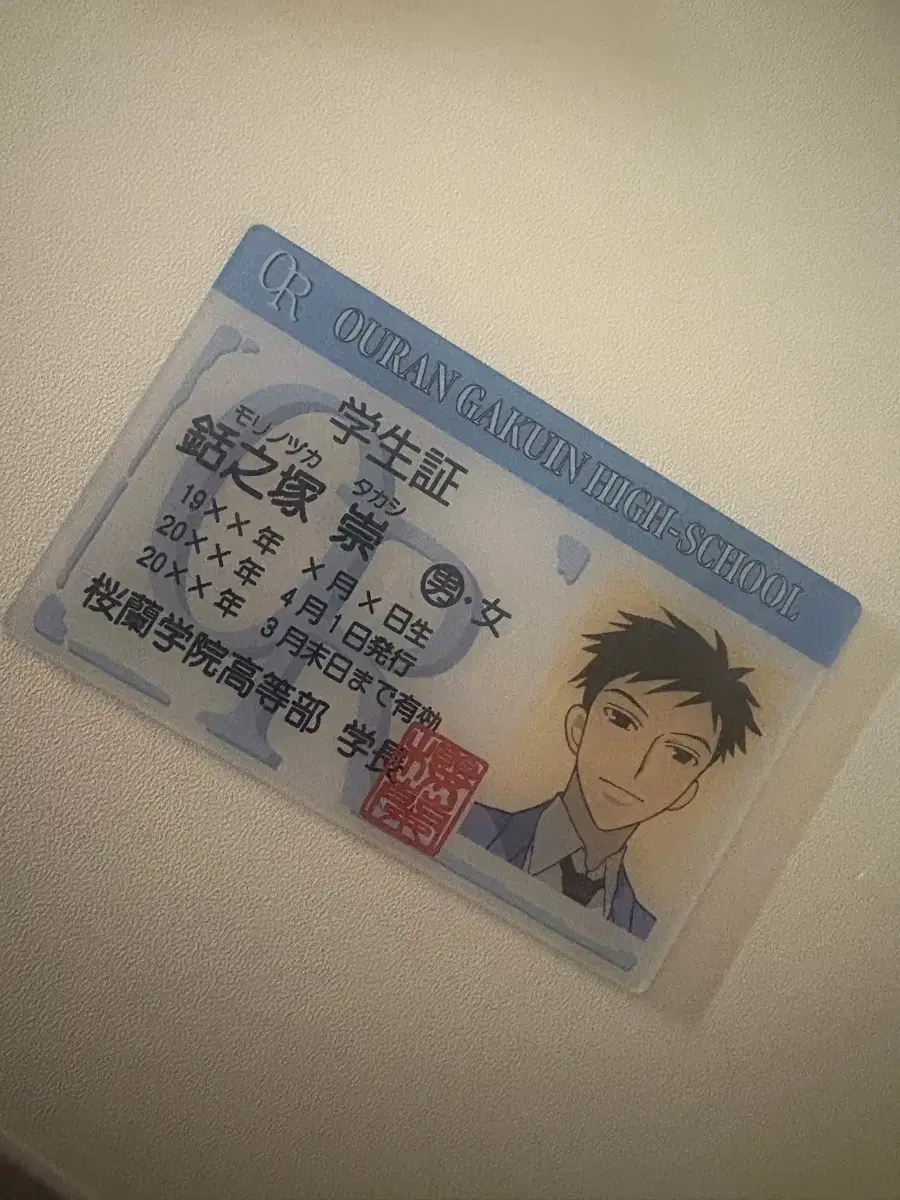 OR OURAN GAKUIN HIGH-SCHOOL
学生証
モリノヅカ タカシ
銛之塚 崇 男・女
19××年 ×月×日生
20××年 4月1日発行
20××年 3月末日まで有効
桜蘭学院高等部 学長
OR